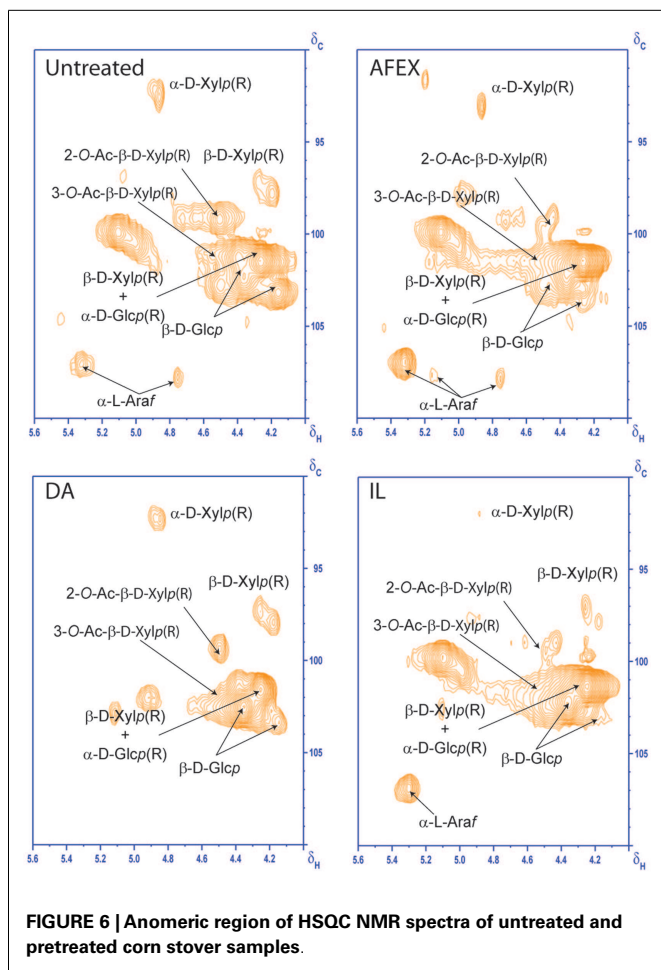 δC
Untreated
α-D-Xylp(R)
95
2-O-Ac-β-D-Xylp(R)
β-D-Xylp(R)
3-O-Ac-β-D-Xylp(R)
100
β-D-Xylp(R)
+
α-D-Glcp(R)
β-D-Glcp
105
α-L-Araf
5.6 5.4 5.2 5.0 4.8 4.6 4.4 4.2 δH
δC
AFEX
α-D-Xylp(R)
95
2-O-Ac-β-D-Xylp(R)
3-O-Ac-β-D-Xylp(R)
100
β-D-Xylp(R)
+
α-D-Glcp(R)
β-D-Glcp
105
α-L-Araf
5.6 5.4 5.2 5.0 4.8 4.6 4.4 4.2 δH
δC
DA
α-D-Xylp(R)
95
β-D-Xylp(R)
2-O-Ac-β-D-Xylp(R)
3-O-Ac-β-D-Xylp(R)
100
β-D-Xylp(R)
+
α-D-Glcp(R)
β-D-Glcp
105
5.6 5.4 5.2 5.0 4.8 4.6 4.4 4.2 δH
δC
IL
α-D-Xylp(R)
95
β-D-Xylp(R)
2-O-Ac-β-D-Xylp(R)
3-O-Ac-β-D-Xylp(R)
100
β-D-Xylp(R)
+
α-D-Glcp(R)
β-D-Glcp
105
α-L-Araf
5.6 5.4 5.2 5.0 4.8 4.6 4.4 4.2 δH
FIGURE 6 | Anomeric region of HSQC NMR spectra of untreated and
pretreated corn stover samples.